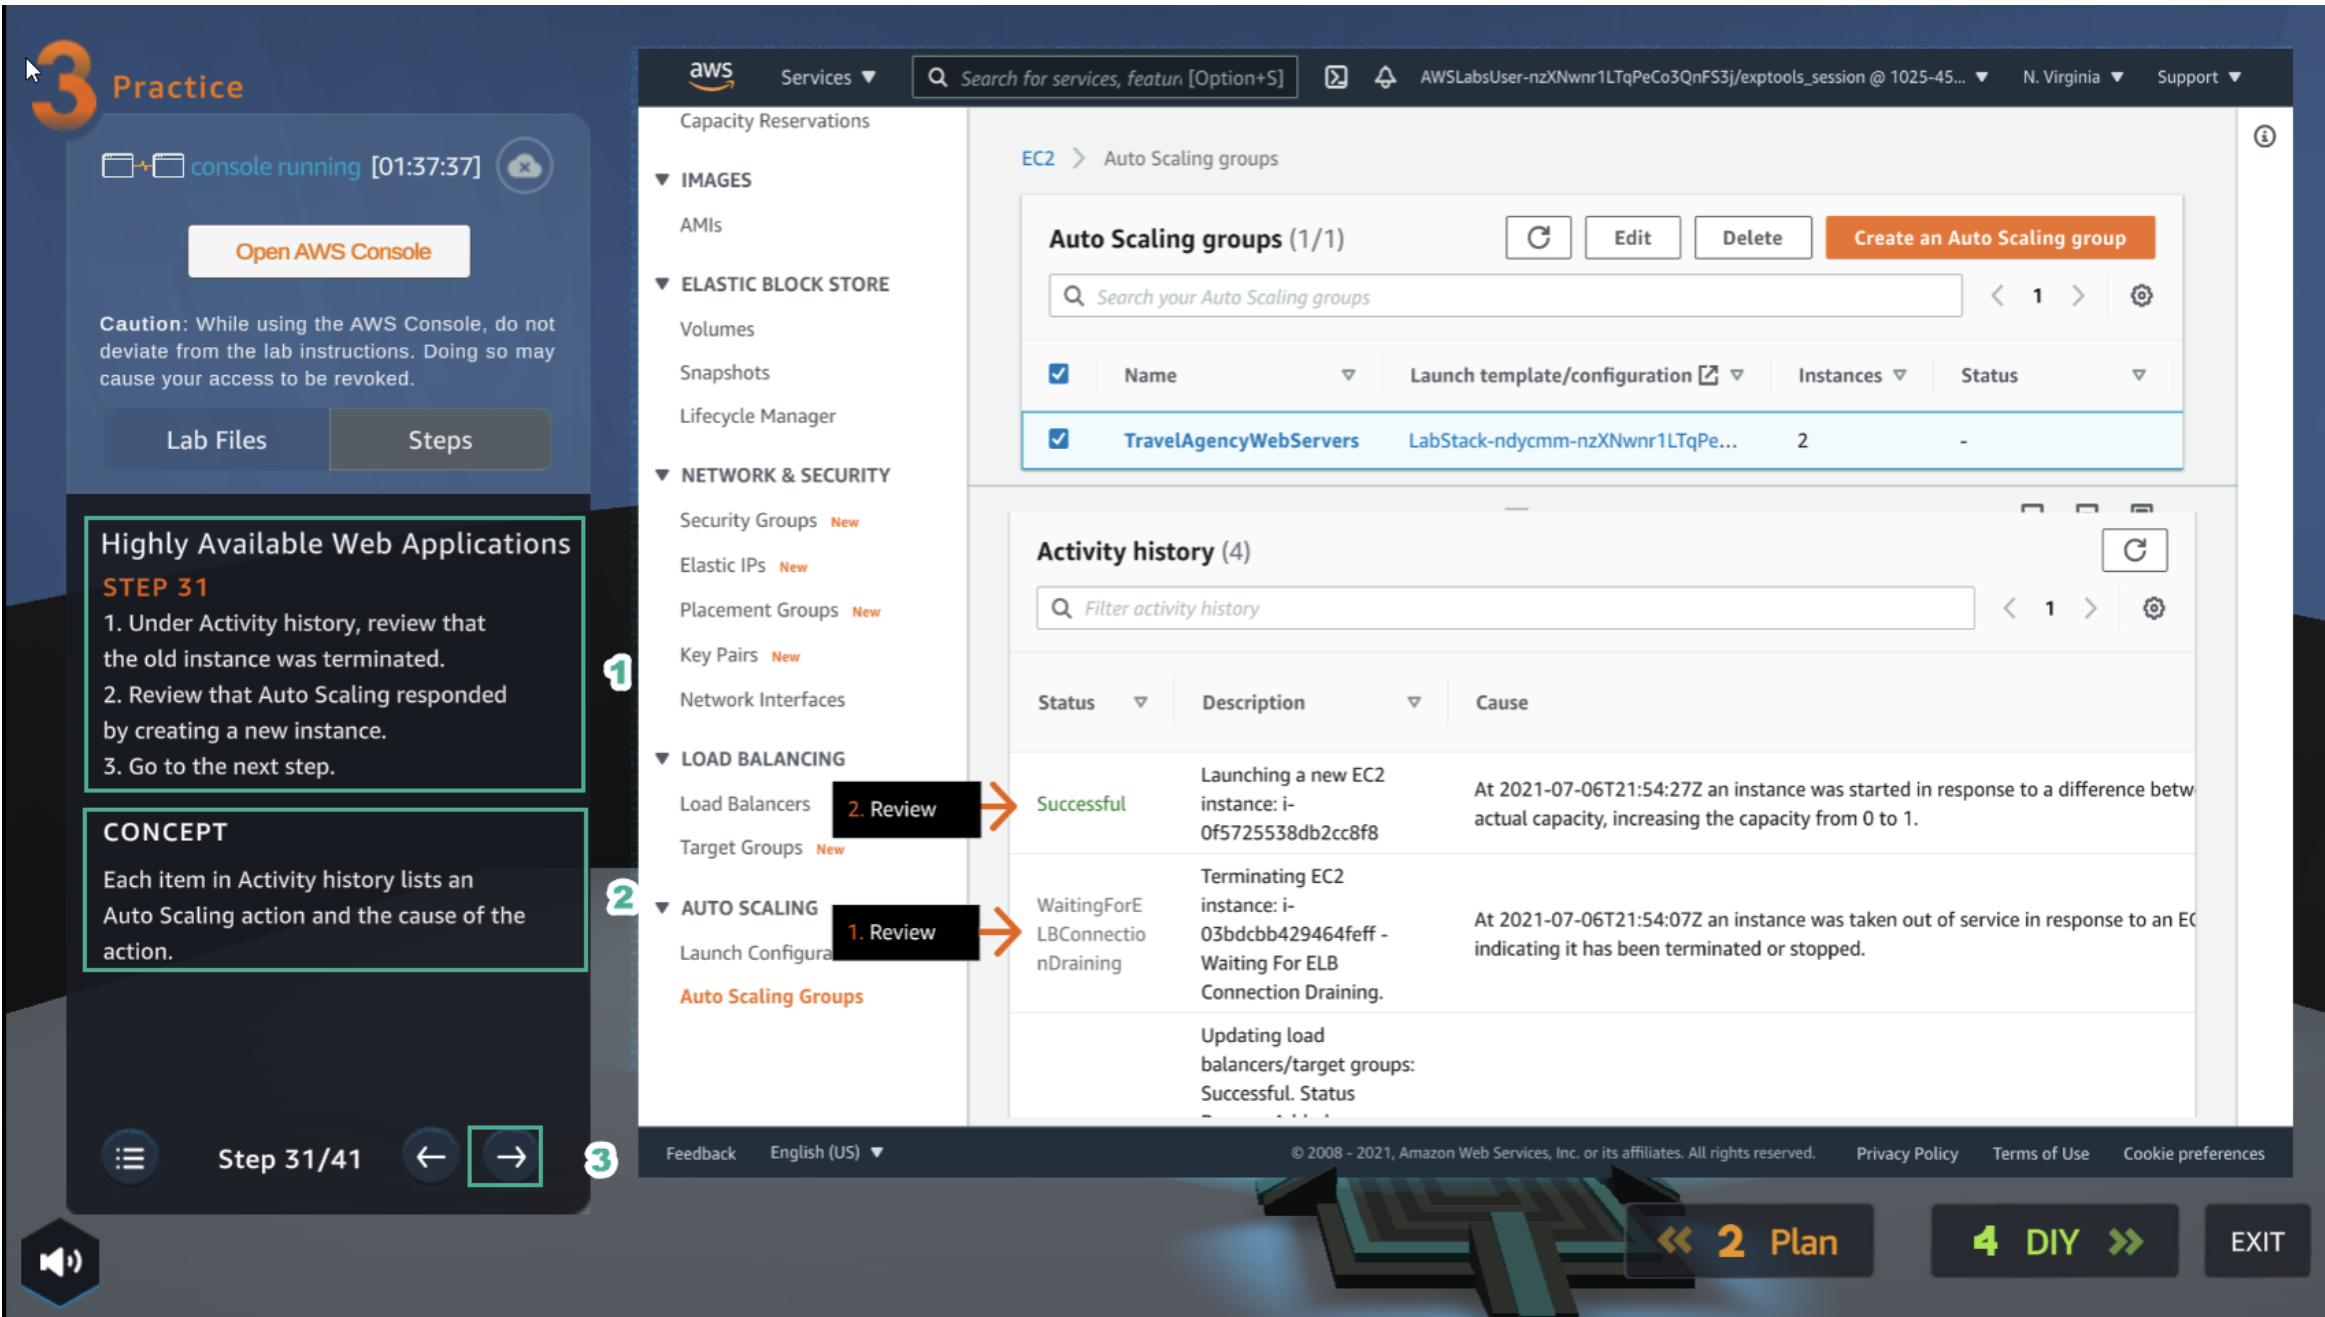 3 Practice
console running [01:37:37]
Open AWS Console
Caution: While using the AWS Console, do not
deviate from the lab instructions. Doing so may
cause your access to be revoked.
Lab Files
Steps
Highly Available Web Applications
STEP 31
1. Under Activity history, review that
the old instance was terminated.
2. Review that Auto Scaling responded
by creating a new instance.
3. Go to the next step.
1
CONCEPT
Each item in Activity history lists an
Auto Scaling action and the cause of the
action.
2
Step 31/41
3
aws
Services
Search for services, featur [Option+S]
AWSLabsUser-nzXNwnr1LTqPeCo3QnFS3j/exptools_session @ 1025-45...
N. Virginia
Support
Capacity Reservations
IMAGES
AMIs
ELASTIC BLOCK STORE
Volumes
Snapshots
Lifecycle Manager
NETWORK & SECURITY
Security Groups New
Elastic IPs New
Placement Groups New
Key Pairs New
Network Interfaces
LOAD BALANCING
Load Balancers
Target Groups New
AUTO SCALING
Launch Configura
Auto Scaling Groups
2. Review
1. Review
EC2 > Auto Scaling groups
Auto Scaling groups (1/1)
Edit
Delete
Create an Auto Scaling group
Search your Auto Scaling groups
1
Name
Launch template/configuration
Instances
Status
TravelAgencyWebServers
LabStack-ndycmm-nzXNwnr1LTqPe...
2
-
Activity history (4)
Filter activity history
1
Status
Description
Cause
Successful
Launching a new EC2
instance: i-
0f5725538db2cc8f8
At 2021-07-06T21:54:27Z an instance was started in response to a difference betw
actual capacity, increasing the capacity from 0 to 1.
WaitingForE
LBConnectio
nDraining
Terminating EC2
instance: i-
03bdcbb429464feff -
Waiting For ELB
Connection Draining.
At 2021-07-06T21:54:07Z an instance was taken out of service in response to an EC
indicating it has been terminated or stopped.
Updating load
balancers/target groups:
Successful. Status
Feedback
English (US)
© 2008 - 2021, Amazon Web Services, Inc. or its affiliates. All rights reserved.
Privacy Policy
Terms of Use
Cookie preferences
2 Plan
4 DIY
EXIT